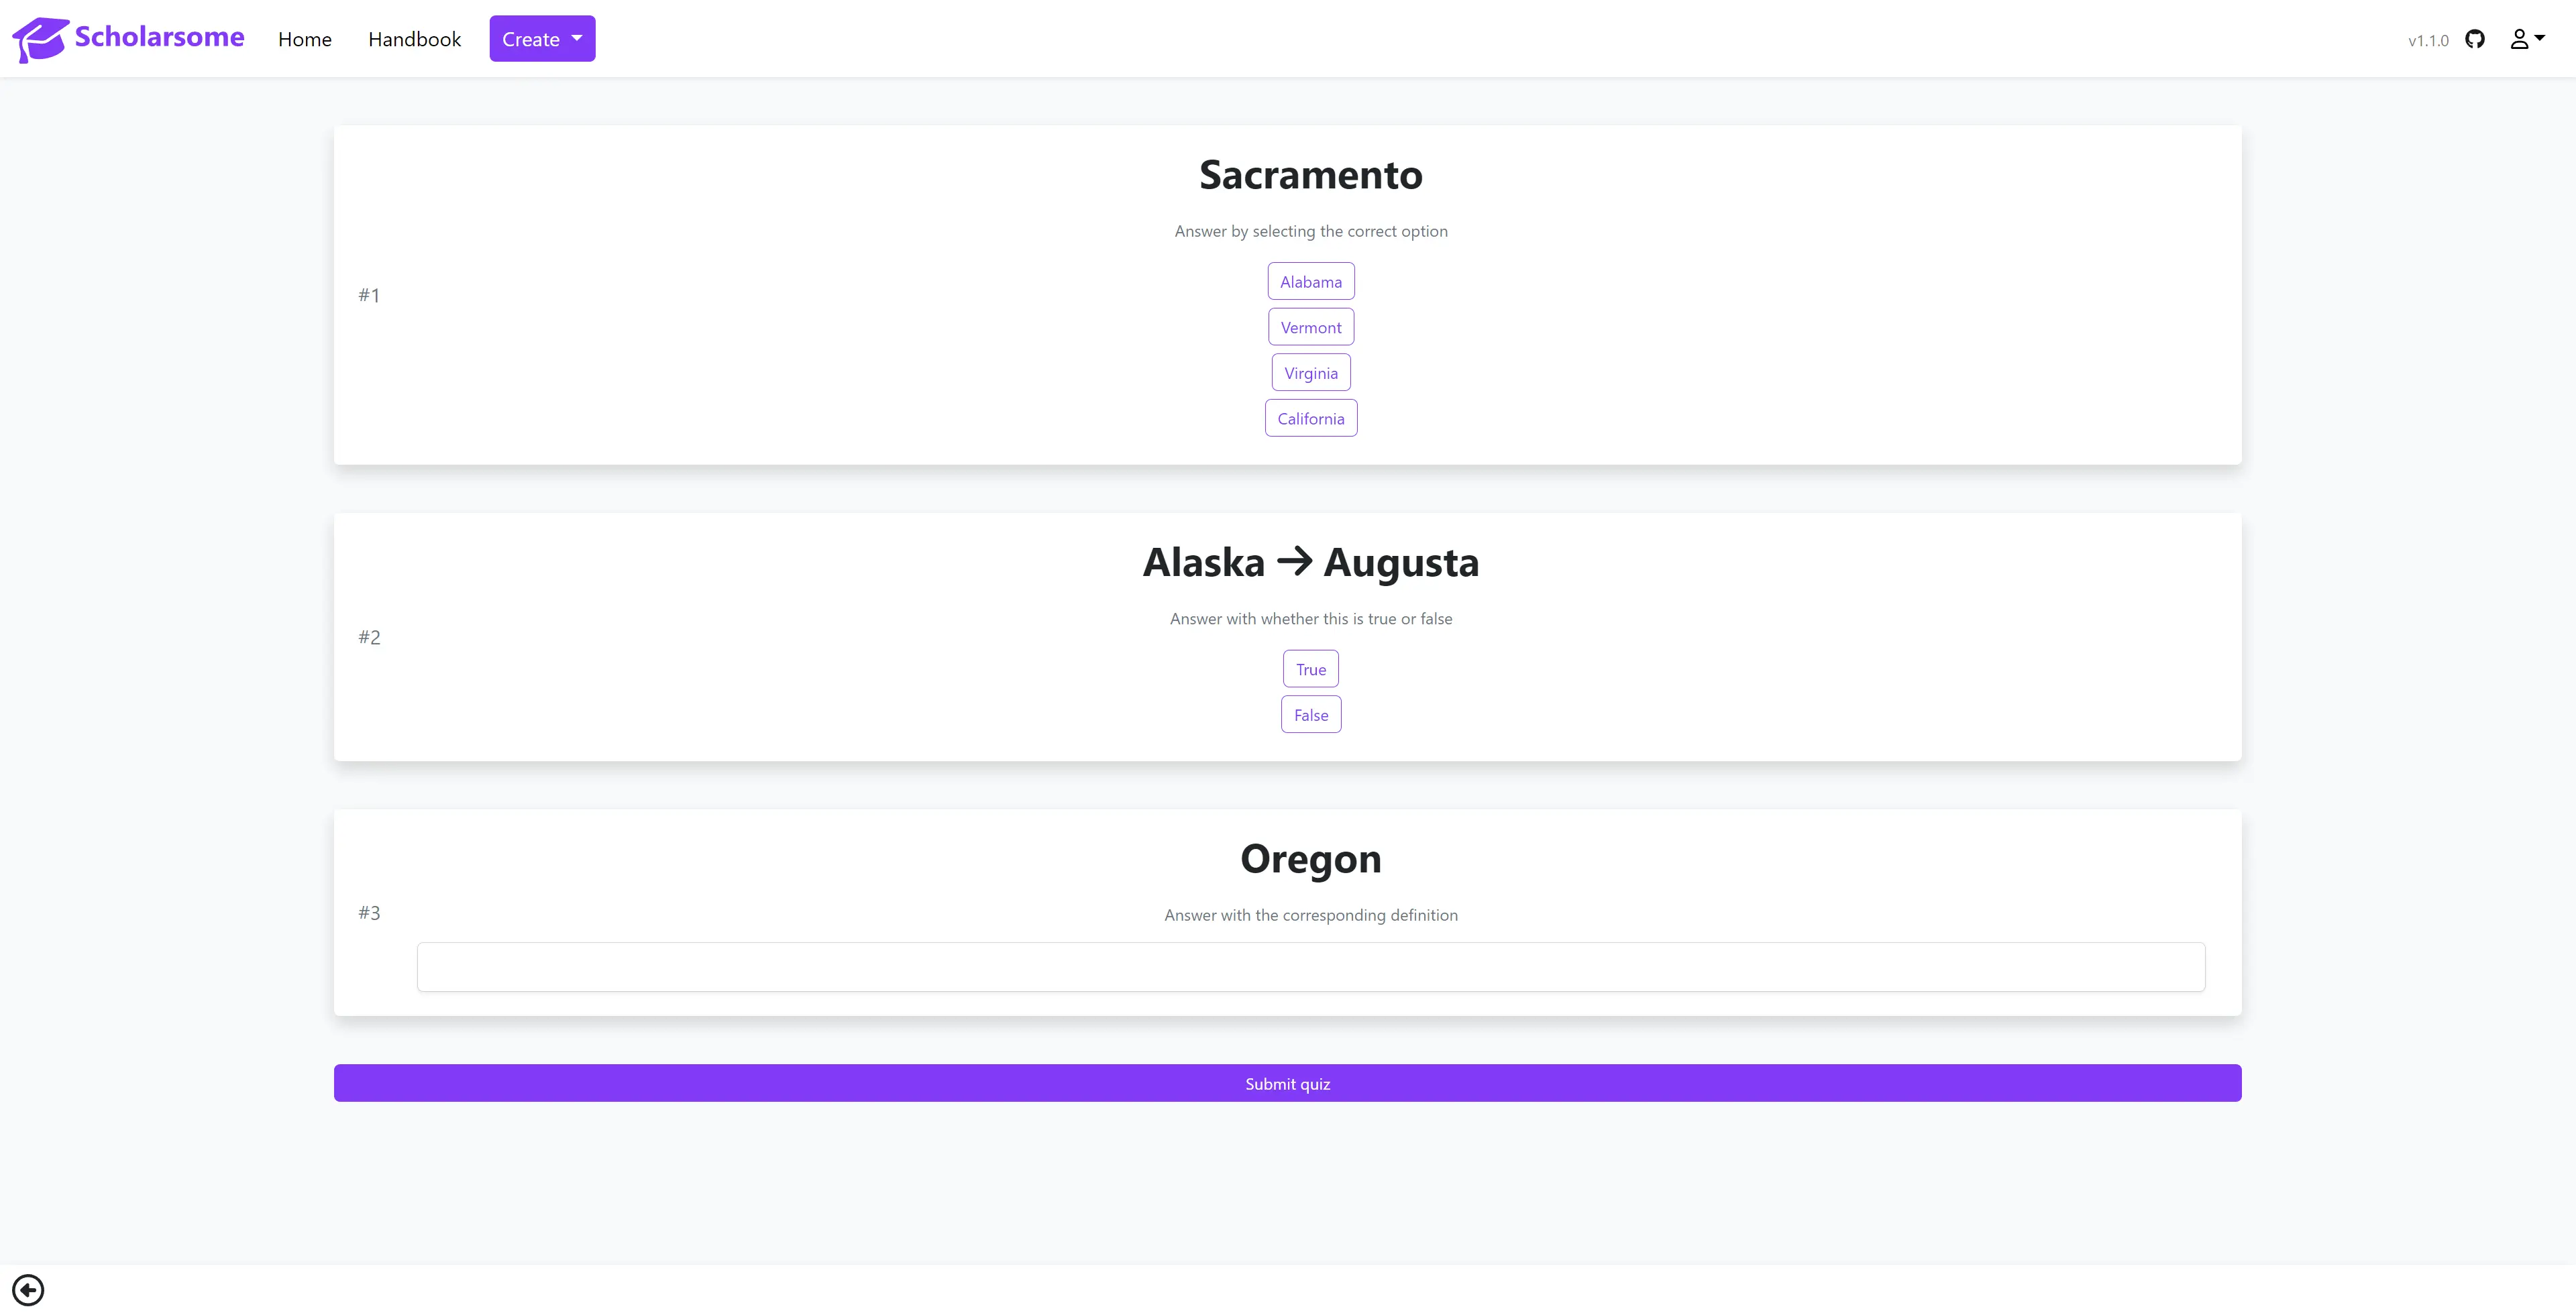 Scholarsome Home Handbook Create v1.1.0
Sacramento
Answer by selecting the correct option
Alabama
#1
Vermont
Virginia
California
Alaska → Augusta
Answer with whether this is true or false
#2
True
False
Oregon
#3
Answer with the corresponding definition
Submit quiz